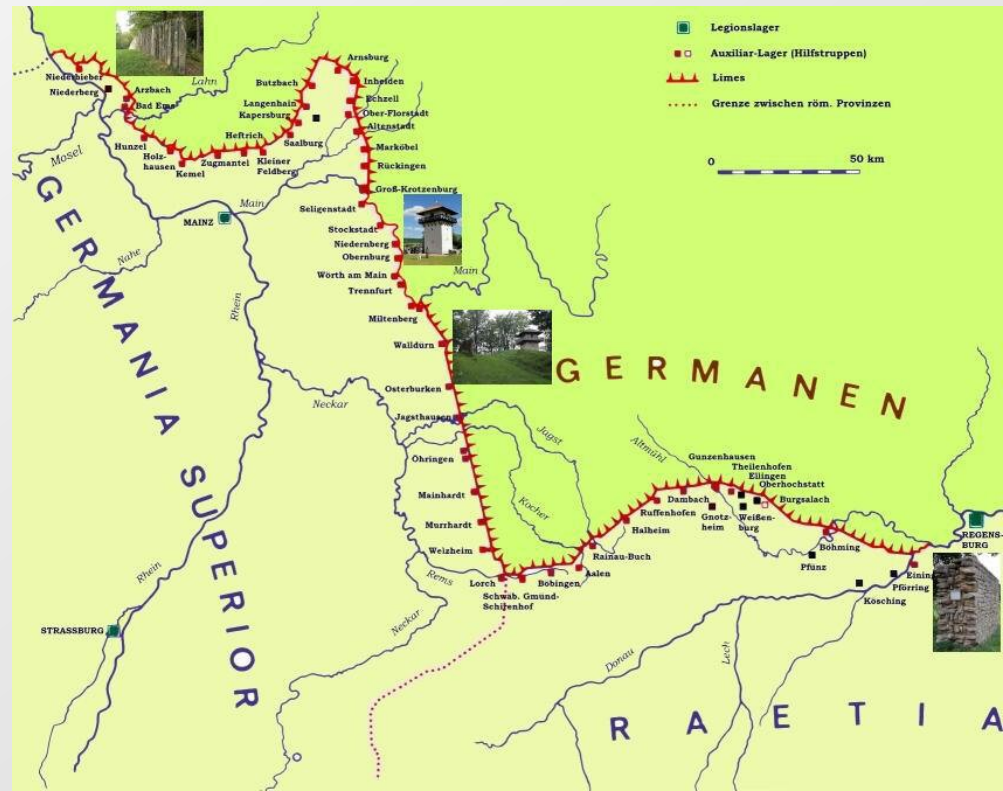 Legionslager
Auxiliar-Lager (Hilfstruppen)
Limes
Grenze zwischen röm. Provinzen
0
50 km
Niederbieber
Niederberg
Arzbach
Bad Ems
Lahn
Mosel
Hunzel
Holz-
hausen
Kemel
Zugmantel
Heftrich
Kleiner
Feldberg
Saalburg
Kapersburg
Langenhain
Butzbach
Arnsburg
Inheiden
Echzell
Ober-Florstadt
Altenstadt
Marköbel
Rückingen
Groß-Krotzenburg
Seligenstadt
Stockstadt
Niedernberg
Obernburg
Wörth am Main
Trennfurt
Miltenberg
Main
MAINZ
Main
Nahe
Rhein
Neckar
Walldürn
Osterburken
Jagsthausen
Öhringen
Mainhardt
Murrhardt
Welzheim
Jagst
Kocher
Rems
Neckar
Lorch
Schwäb. Gmünd-
Schirenhof
Böbingen
Aalen
Rainau-Buch
Halheim
Ruffenhofen
Dambach
Altmühl
Gunzenhausen
Theilenhofen
Ellingen
Oberhochstatt
Burgsalach
Gnotz-
heim
Weißen-
burg
Böhming
Pfünz
Kösching
Pförring
Eining
REGENS-
BURG
Donau
Lech
Rhein
STRASSBURG
GERMANIA SUPERIOR
GERMANEN
RAETIA